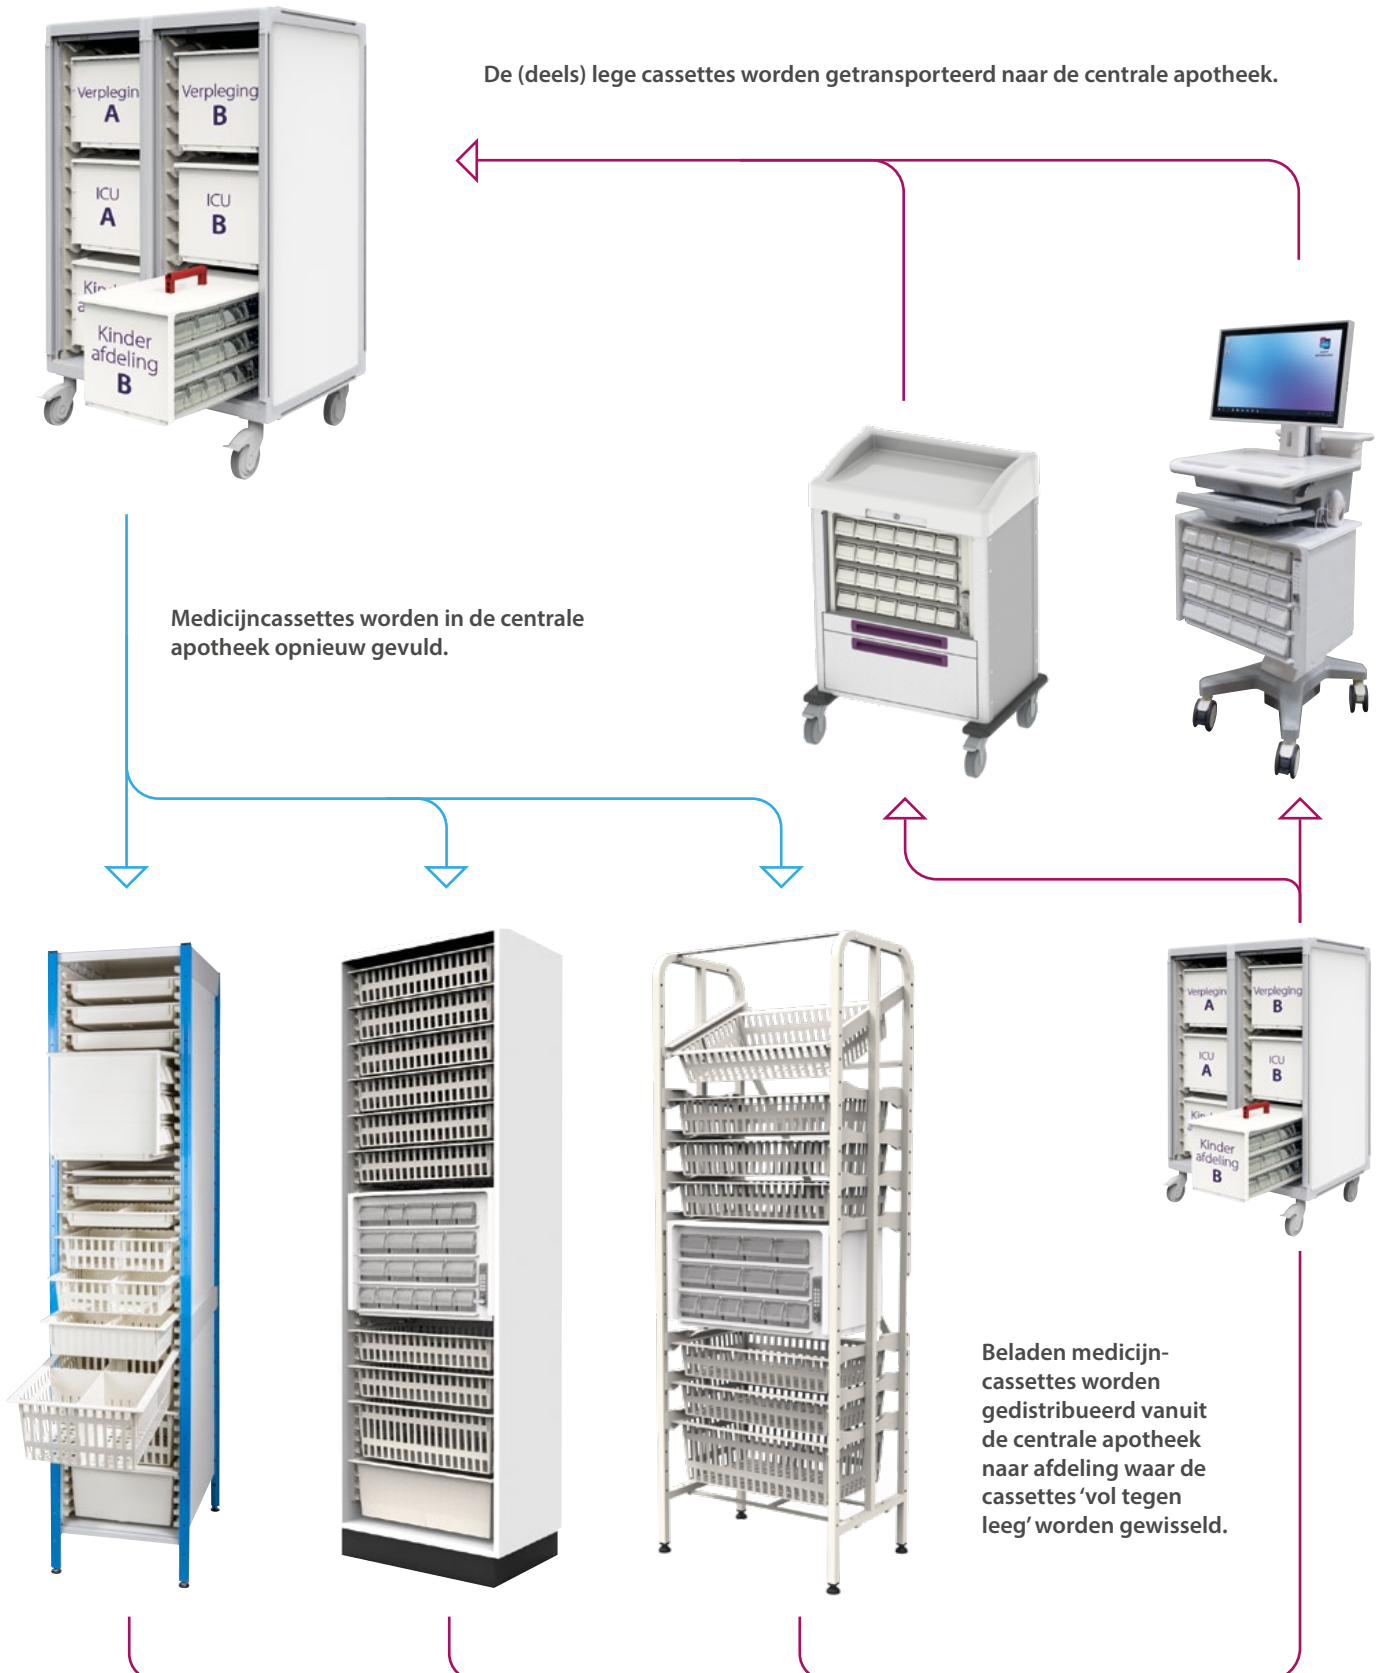 De (deels) lege cassettes worden getransporteerd naar de centrale apotheek.
Verplegin
A
Verpleging
B
ICU
A
ICU
B
Kin
a
Kinder
afdeling
B
Medicijncassettes worden in de centrale
apotheek opnieuw gevuld.
Verplegin
A
Verpleging
B
ICU
A
ICU
B
Kin
Kinder
afdeling
B
Beladen medicijn-
cassettes worden
gedistribueerd vanuit
de centrale apotheek
naar afdeling waar de
cassettes ‘vol tegen
leeg’ worden gewisseld.